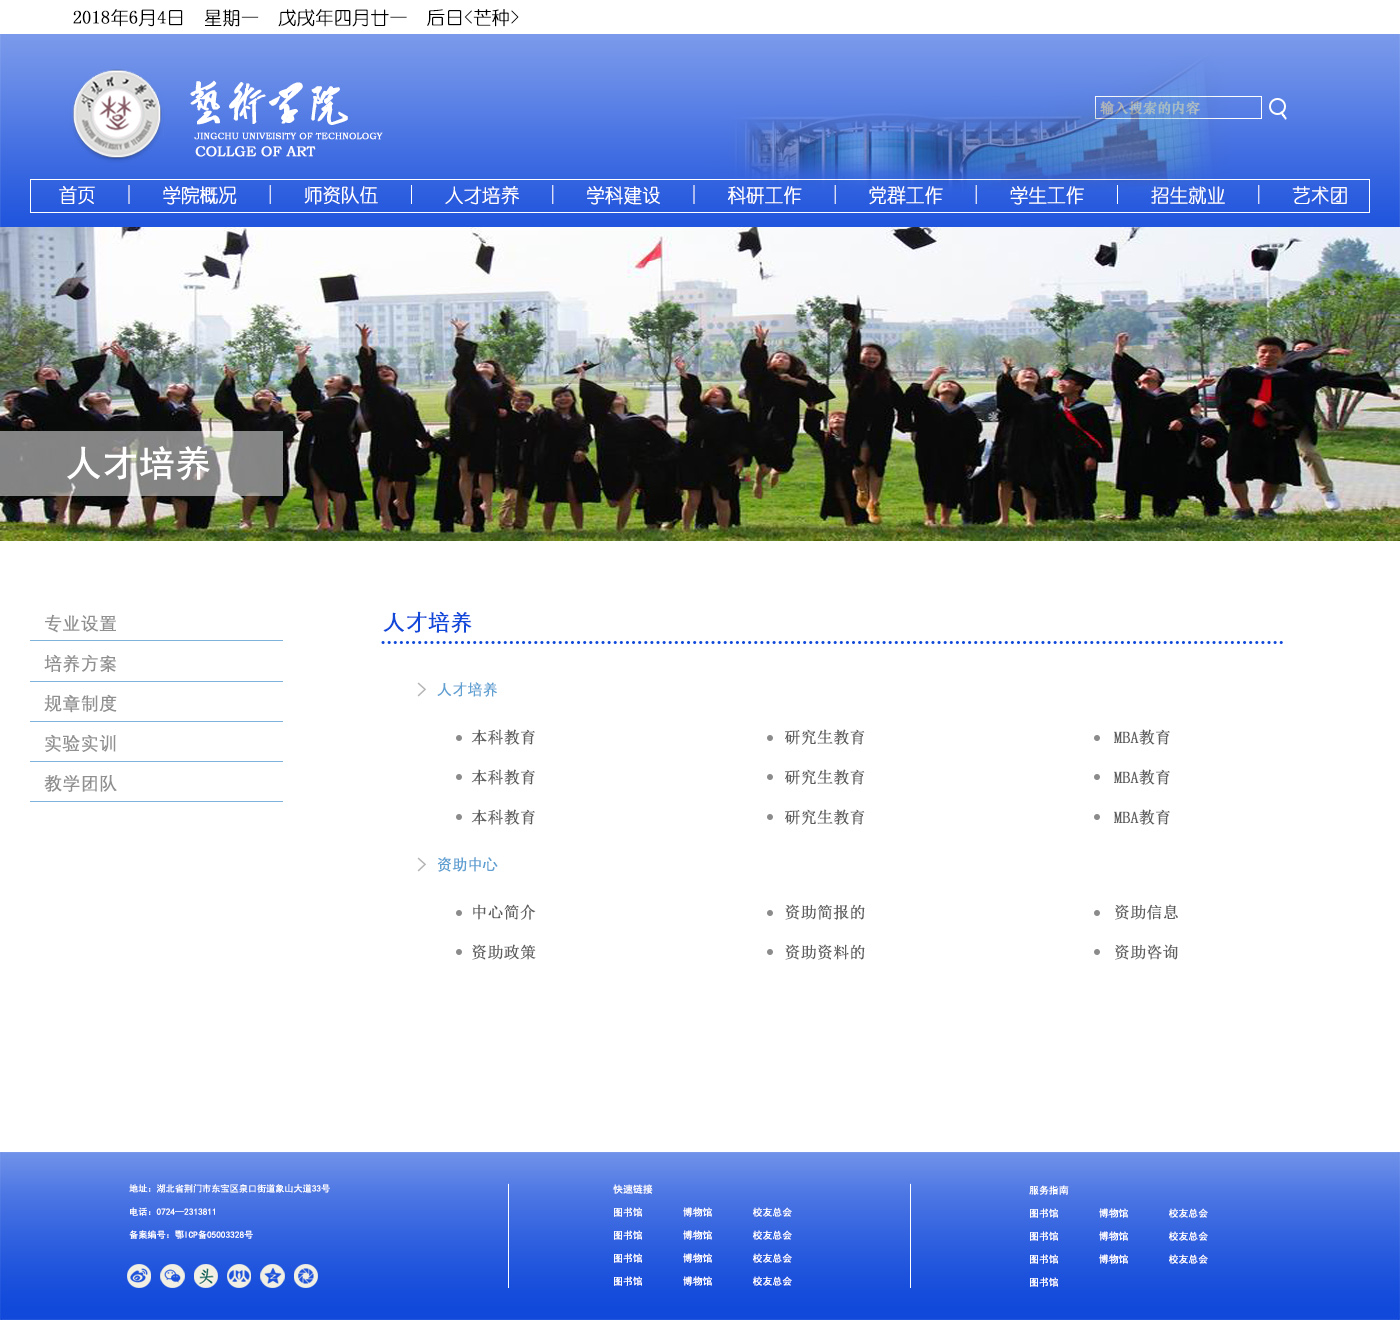 2018年6月4日 星期一 戊戌年四月廿一 后日<芒种>
藝術学院
JINGCHU UNIVEISITY OF TECHNOLOGY
COLLGE OF ART
输入搜索的内容
首页 | 学院概况 | 师资队伍 | 人才培养 | 学科建设 | 科研工作 | 党群工作 | 学生工作 | 招生就业 | 艺术团
人才培养
专业设置
培养方案
规章制度
实验实训
教学团队
人才培养
人才培养
本科教育 研究生教育 MBA教育
本科教育 研究生教育 MBA教育
本科教育 研究生教育 MBA教育
资助中心
中心简介 资助简报的 资助信息
资助政策 资助资料的 资助咨询
地址：湖北省荆门市东宝区泉口街道象山大道33号
电话：0724—2313811
备案编号：鄂ICP备05003328号
头
快速链接
图书馆 博物馆 校友总会
图书馆 博物馆 校友总会
图书馆 博物馆 校友总会
图书馆 博物馆 校友总会
服务指南
图书馆 博物馆 校友总会
图书馆 博物馆 校友总会
图书馆 博物馆 校友总会
图书馆